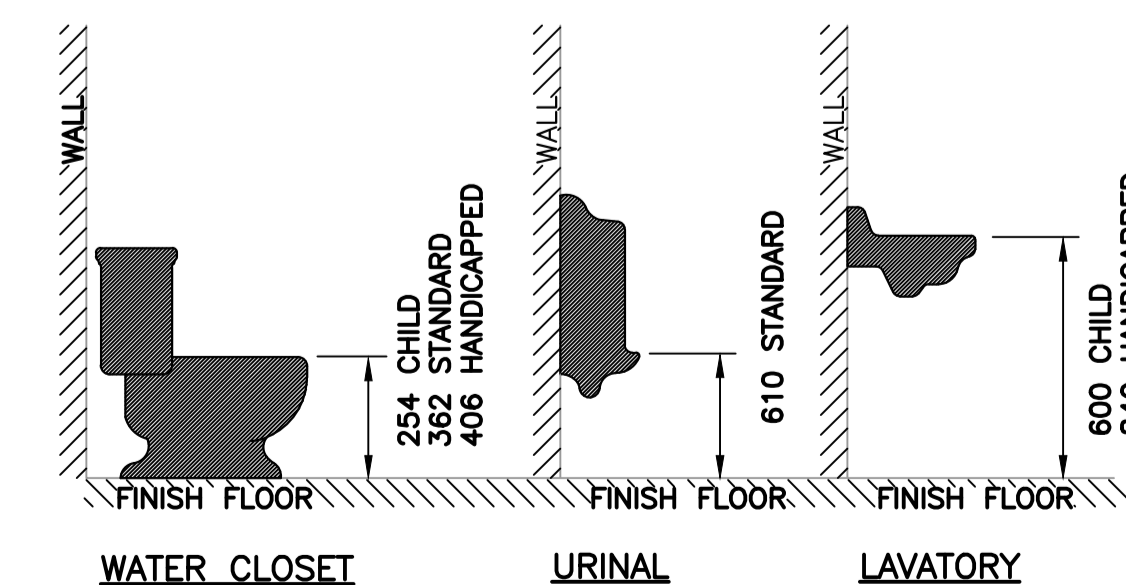 WALL
254 CHILD
362 STANDARD
406 HANDICAPPED
FINISH FLOOR
WATER CLOSET
WALL
610 STANDARD
FINISH FLOOR
URINAL
WALL
600 CHILD
FINISH FLOOR
LAVATORY